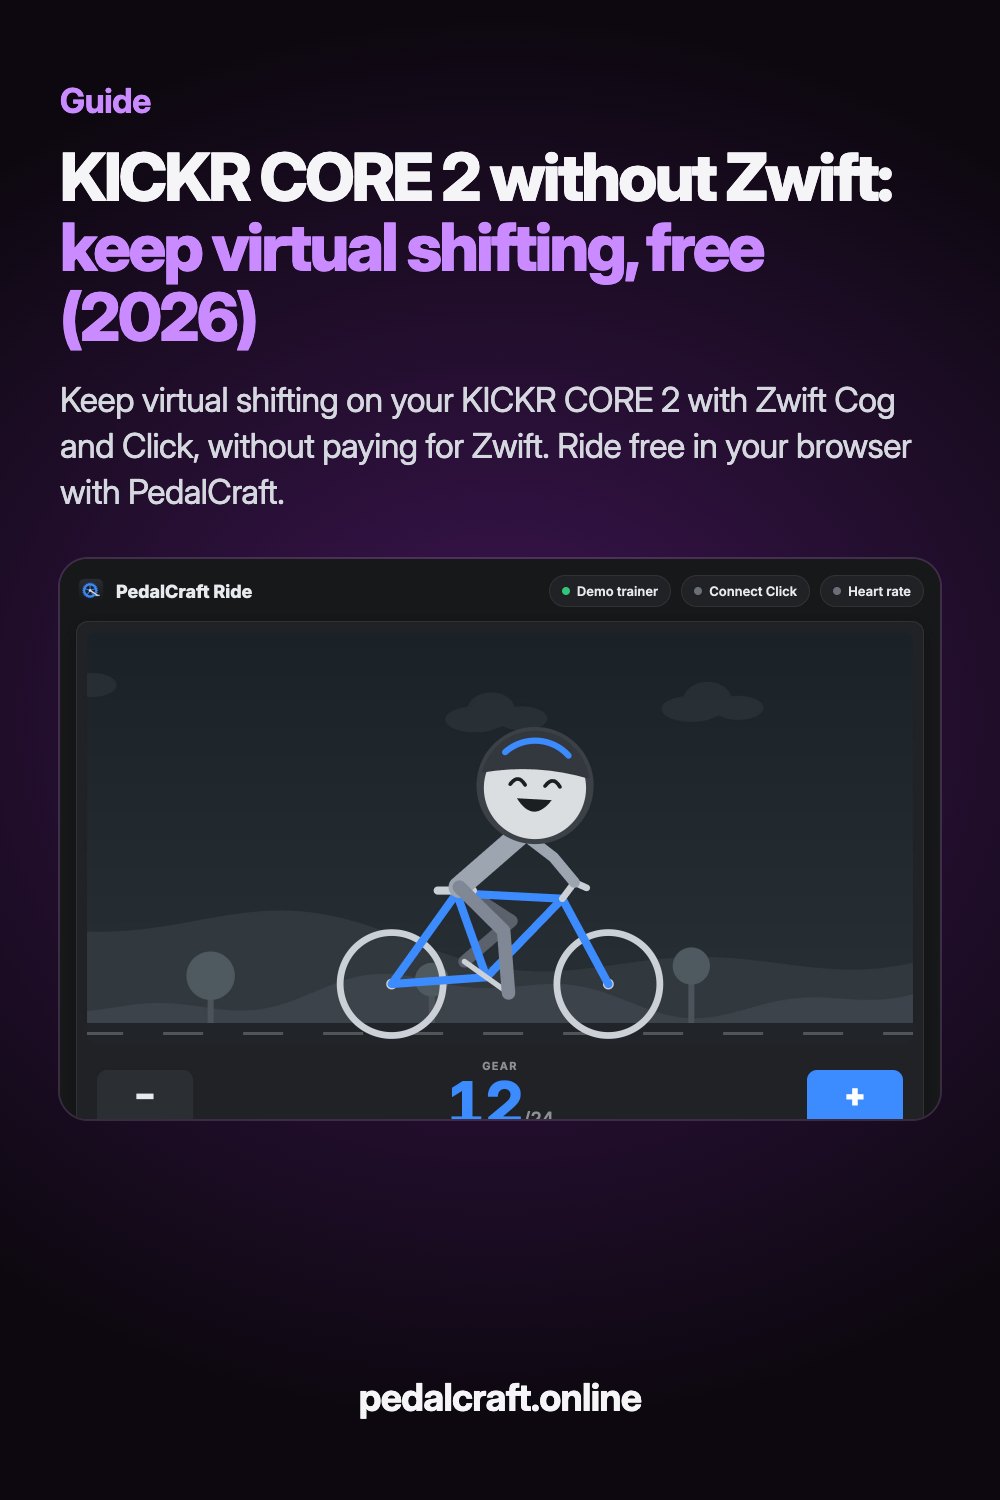 Guide
KICKR CORE 2 without Zwift:
keep virtual shifting, free
(2026)
Keep virtual shifting on your KICKR CORE 2 with Zwift Cog
and Click, without paying for Zwift. Ride free in your browser
with PedalCraft.
PedalCraft Ride
Demo trainer
Connect Click
Heart rate
GEAR
−
12/24
+
pedalcraft.online